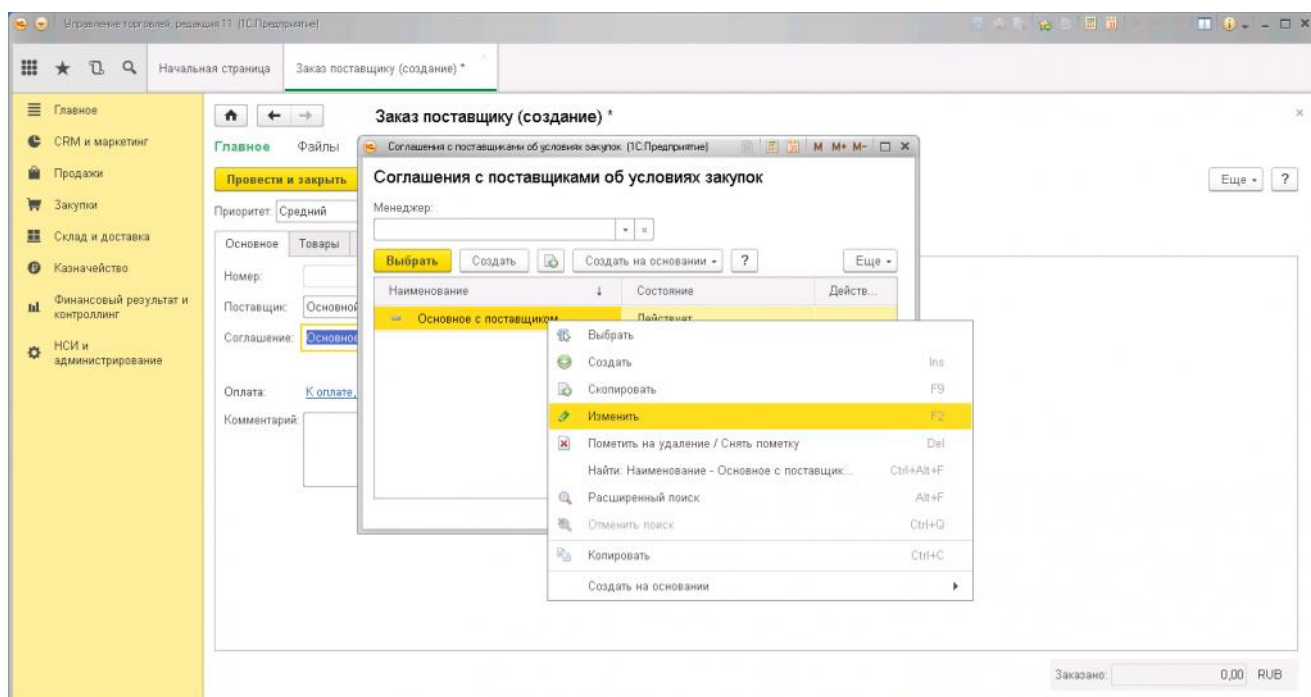 Управление торговлей, редакция 11 (1С:Предприятие)
Начальная страница
Заказ поставщику (создание) *
Главное
CRM и маркетинг
Продажи
Закупки
Склад и доставка
Казначейство
Финансовый результат и
контроллинг
НСИ и
администрирование
Заказ поставщику (создание) *
Главное Файлы
Провести и закрыть
Еще
?
Приоритет: Средний
Основное Товары
Номер:
Поставщик: Основной
Соглашение: Основное
Оплата: К оплате,
Комментарий:
Соглашения с поставщиками об условиях закупок (1С:Предприятие)
M M+ M-
Соглашения с поставщиками об условиях закупок
Менеджер:
Выбрать Создать Создать на основании ? Еще
Наименование ↓ Состояние Действ...
Основное с поставщиком Действует
Выбрать
Создать Ins
Скопировать F9
Изменить F2
Пометить на удаление / Снять пометку Del
Найти: Наименование - Основное с поставщик... Ctrl+Alt+F
Расширенный поиск Alt+F
Отменить поиск Ctrl+Q
Копировать Ctrl+C
Создать на основании
Заказано: 0,00 RUB